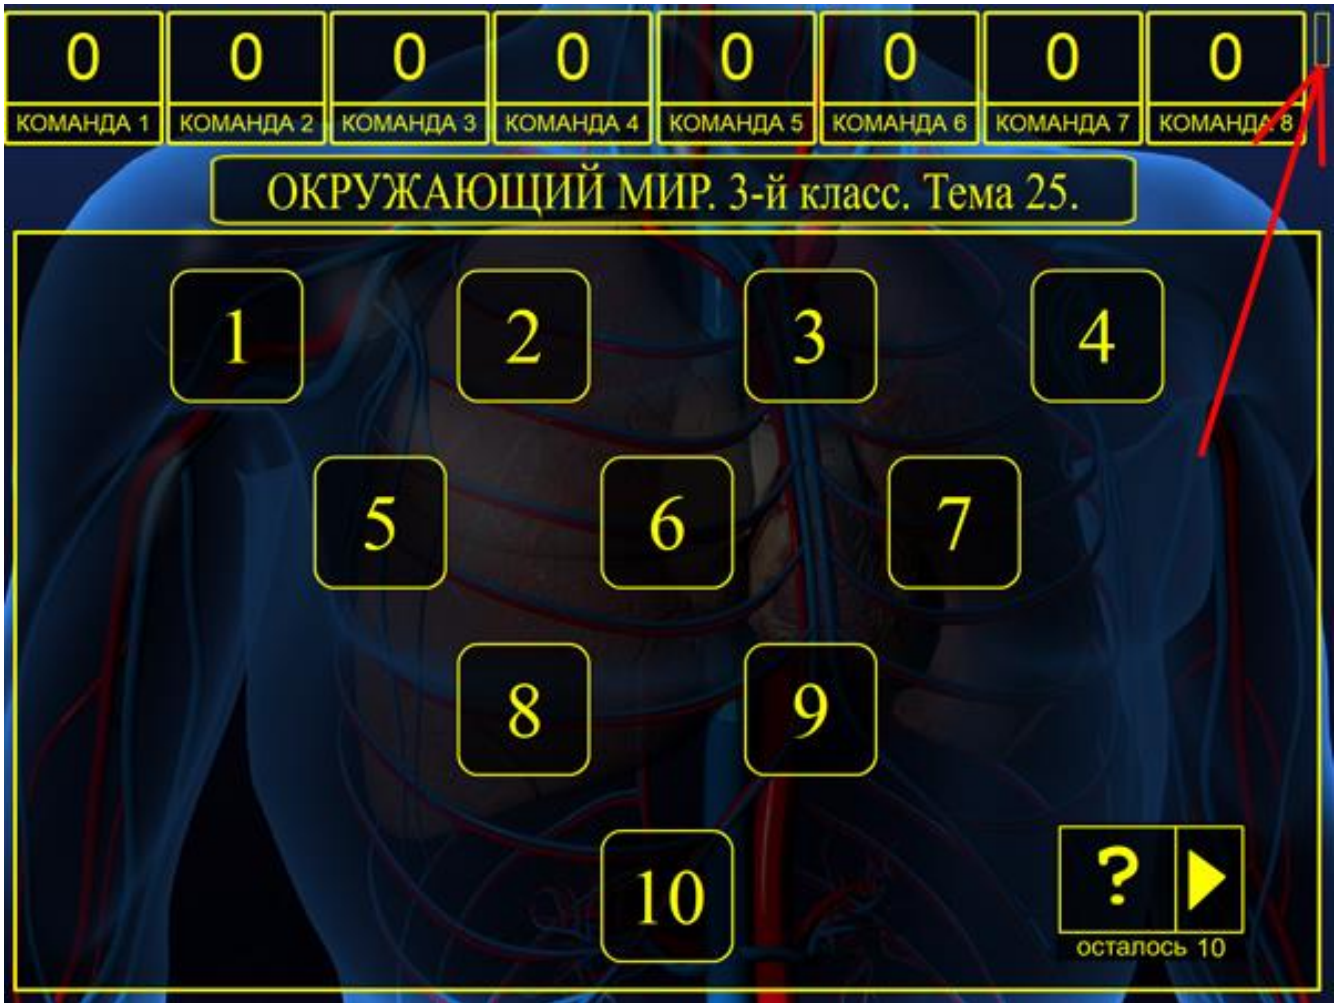 0 0 0 0 0 0 0 0
КОМАНДА 1 КОМАНДА 2 КОМАНДА 3 КОМАНДА 4 КОМАНДА 5 КОМАНДА 6 КОМАНДА 7 КОМАНДА 8
ОКРУЖАЮЩИЙ МИР. 3-й класс. Тема 25.
1 2 3 4
5 6 7
8 9
10
?
осталось 10